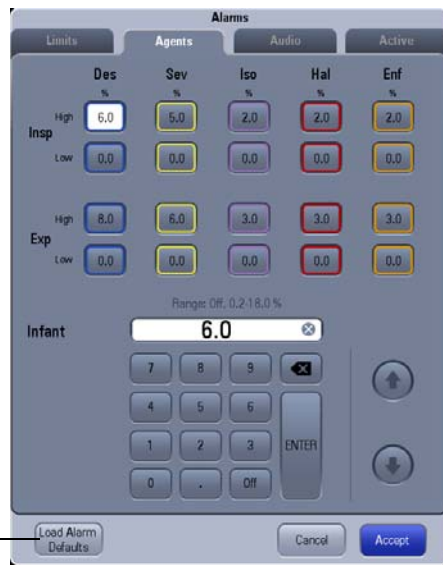 Alarms
Limits Agents Audio Active
Des Sev Iso Hal Enf
% % % % %
Insp
High 6.0 5.0 2.0 2.0 2.0
Low 0.0 0.0 0.0 0.0 0.0
Exp
High 8.0 6.0 3.0 3.0 3.0
Low 0.0 0.0 0.0 0.0 0.0
Range: Off, 0.2-18.0 %
Infant 6.0
7 8 9
4 5 6
1 2 3 ENTER
0 . Off
Load Alarm
Defaults
Cancel Accept